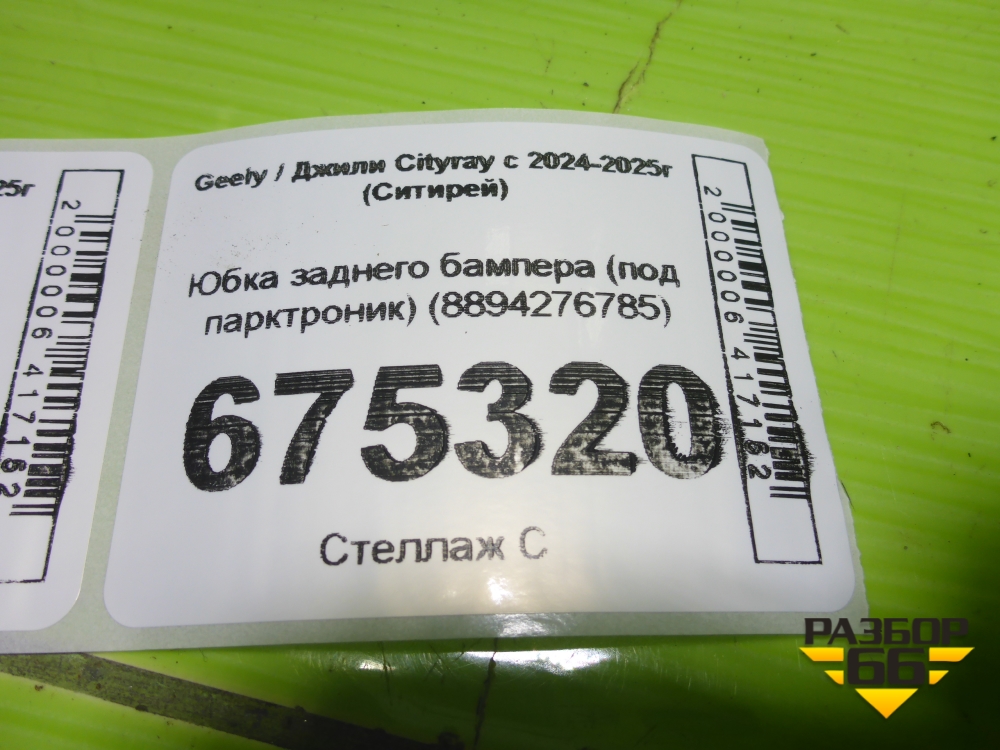 25г
2000006417162
Geely / Джили Cityray с 2024-2025г
(Ситирей)
Юбка заднего бампера (под
парктроник) (8894276785)
675320
Стеллаж С
2000006417162
РАЗБОР
66